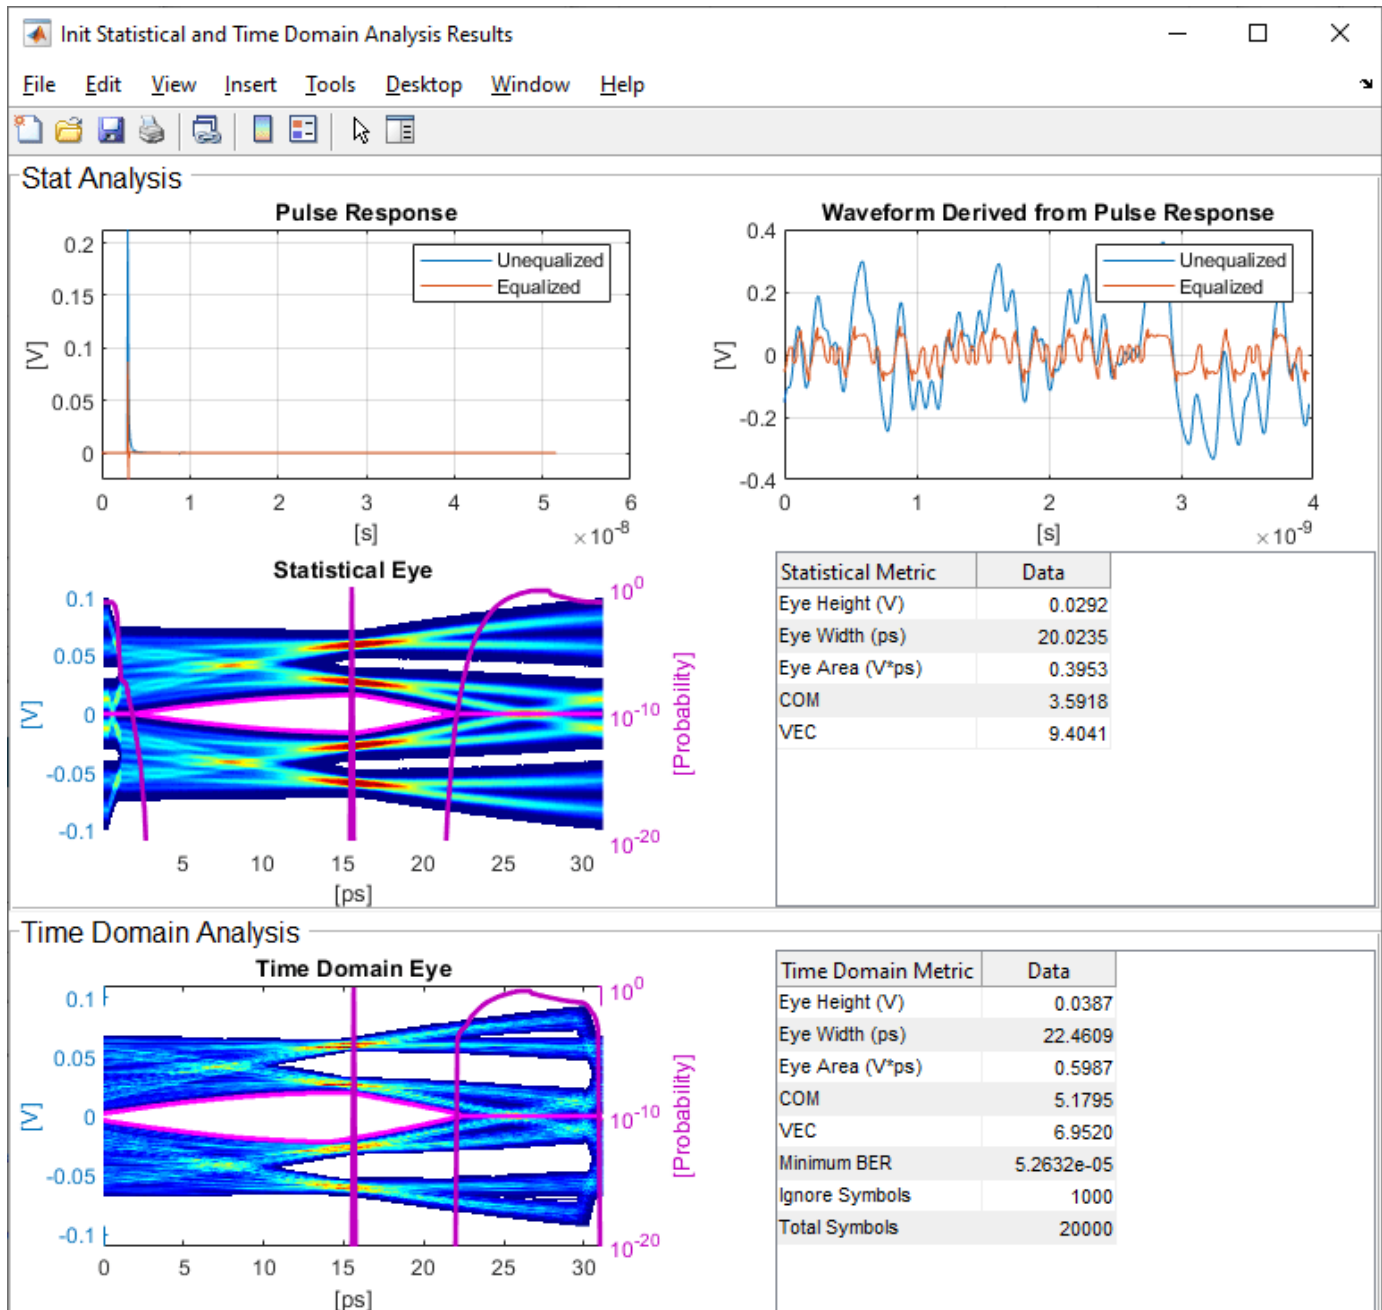 Init Statistical and Time Domain Analysis Results
File Edit View Insert Tools Desktop Window Help
Stat Analysis
Pulse Response
0.2
0.15
0.1
0.05
0
[V]
Unequalized
Equalized
0 1 2 3 4 5 6
[s]
×10^-8
Waveform Derived from Pulse Response
0.4
0.2
0
-0.2
-0.4
[V]
Unequalized
Equalized
0 1 2 3 4
[s]
×10^-9
Statistical Eye
0.1
0.05
0
-0.05
-0.1
[V]
10^0
10^-10
10^-20
[Probability]
5 10 15 20 25 30
[ps]
Statistical Metric Data
Eye Height (V) 0.0292
Eye Width (ps) 20.0235
Eye Area (V*ps) 0.3953
COM 3.5918
VEC 9.4041
Time Domain Analysis
Time Domain Eye
0.1
0.05
0
-0.05
-0.1
[V]
10^0
10^-10
10^-20
[Probability]
0 5 10 15 20 25 30
[ps]
Time Domain Metric Data
Eye Height (V) 0.0387
Eye Width (ps) 22.4609
Eye Area (V*ps) 0.5987
COM 5.1795
VEC 6.9520
Minimum BER 5.2632e-05
Ignore Symbols 1000
Total Symbols 20000